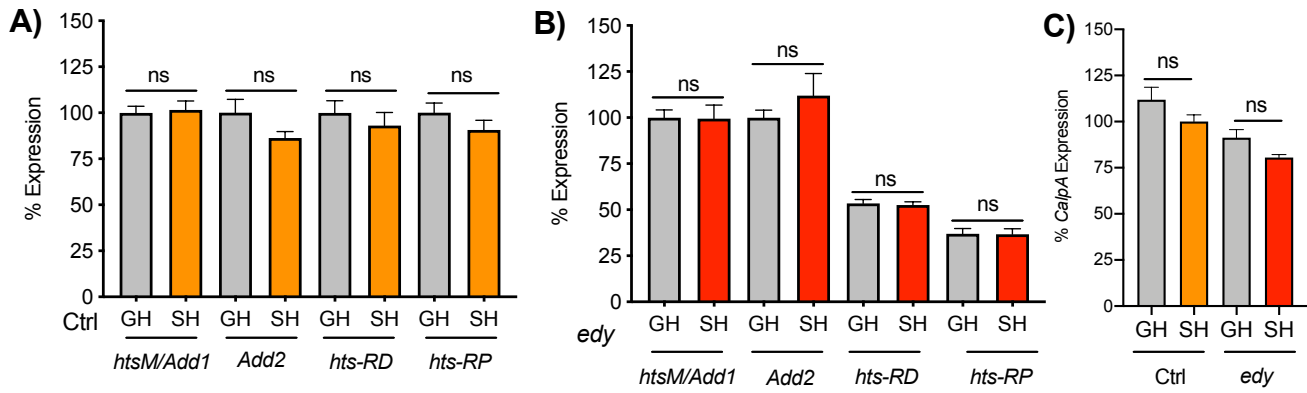 A)
% Expression
150
125
100
75
50
25
0
ns ns ns ns
Ctrl GH SH GH SH GH SH GH SH
htsM/Add1 Add2 hts-RD hts-RP
B)
% Expression
150
125
100
75
50
25
0
ns ns ns ns
edy GH SH GH SH GH SH GH SH
htsM/Add1 Add2 hts-RD hts-RP
C)
% CalpA Expression
150
125
100
75
50
25
0
ns ns
GH SH GH SH
Ctrl edy